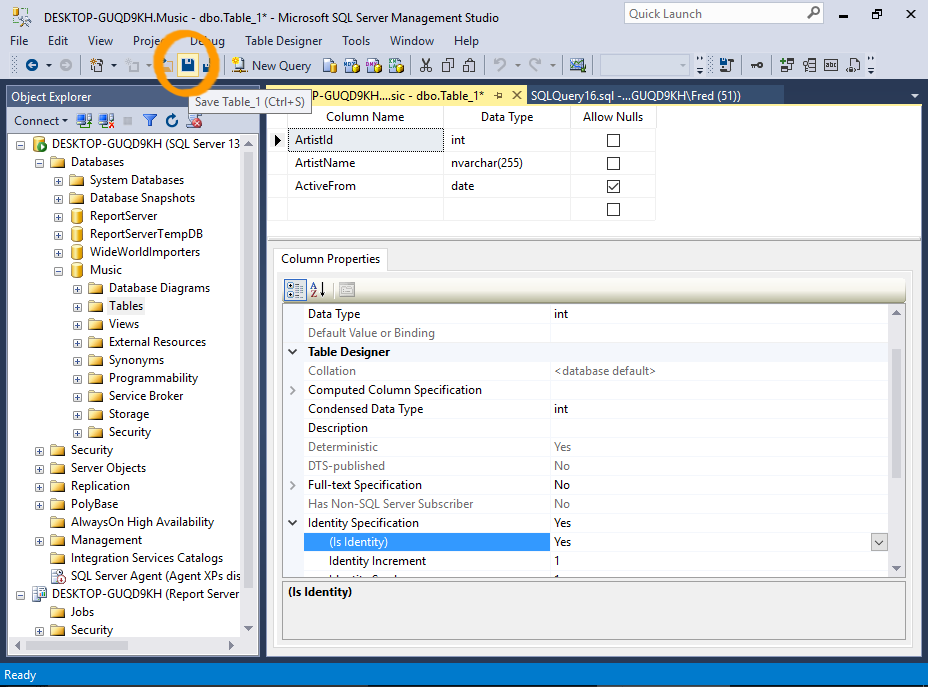 DESKTOP-GUQD9KH.Music - dbo.Table_1* - Microsoft SQL Server Management Studio
Quick Launch
File Edit View Debug Table Designer Tools Window Help
New Query
Save Table_1 (Ctrl+S)
Object Explorer
Connect
DESKTOP-GUQD9KH (SQL Server 13
Databases
System Databases
Database Snapshots
ReportServer
ReportServerTempDB
WideWorldImporters
Music
Database Diagrams
Tables
Views
External Resources
Synonyms
Programmability
Service Broker
Storage
Security
Security
Server Objects
Replication
PolyBase
AlwaysOn High Availability
Management
Integration Services Catalogs
SQL Server Agent (Agent XPs dis
DESKTOP-GUQD9KH (Report Server
Jobs
Security
P-GUQD9KH....sic - dbo.Table_1* SQLQuery16.sql -...GUQD9KH\Fred (51))
Column Name Data Type Allow Nulls
ArtistId int
ArtistName nvarchar(255)
ActiveFrom date
Column Properties
Data Type int
Default Value or Binding
Table Designer
Collation <database default>
Computed Column Specification
Condensed Data Type int
Description
Deterministic Yes
DTS-published No
Full-text Specification No
Has Non-SQL Server Subscriber No
Identity Specification Yes
(Is Identity) Yes
Identity Increment 1
(Is Identity)
Ready